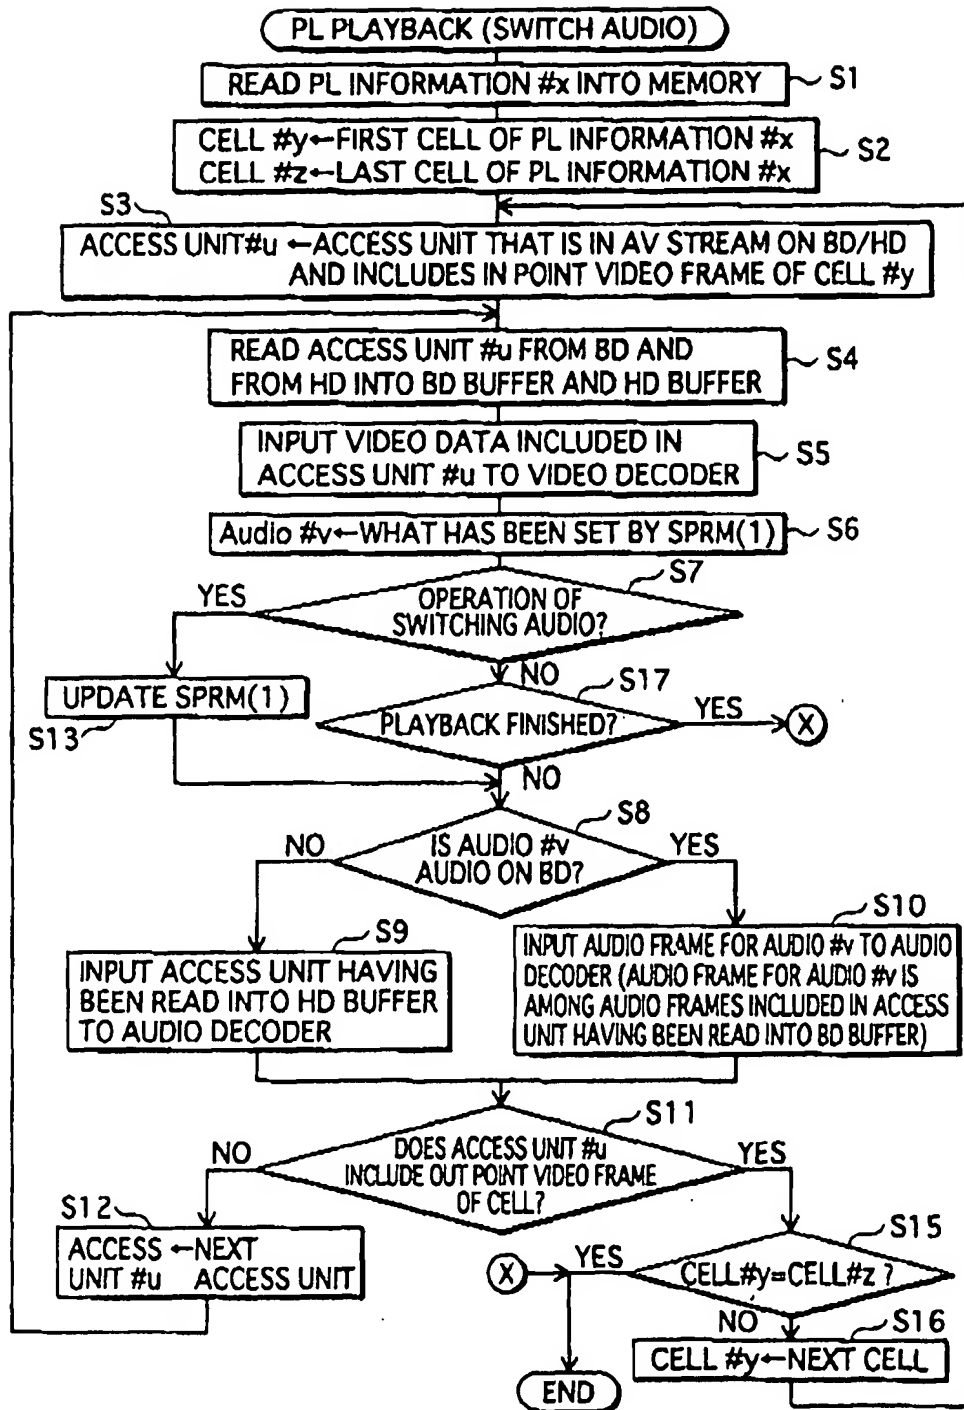 PL PLAYBACK (SWITCH AUDIO)
READ PL INFORMATION #x INTO MEMORY
S1
CELL #y←FIRST CELL OF PL INFORMATION #x
CELL #z←LAST CELL OF PL INFORMATION #x
S2
S3
ACCESS UNIT#u ←ACCESS UNIT THAT IS IN AV STREAM ON BD/HD
AND INCLUDES IN POINT VIDEO FRAME OF CELL #y
READ ACCESS UNIT #u FROM BD AND
FROM HD INTO BD BUFFER AND HD BUFFER
S4
INPUT VIDEO DATA INCLUDED IN
ACCESS UNIT #u TO VIDEO DECODER
S5
Audio #v←WHAT HAS BEEN SET BY SPRM(1)
S6
S7
YES
OPERATION OF
SWITCHING AUDIO?
NO
S17
UPDATE SPRM(1)
S13
PLAYBACK FINISHED?
YES
X
NO
S8
NO
IS AUDIO #v
AUDIO ON BD?
YES
S9
INPUT ACCESS UNIT HAVING
BEEN READ INTO HD BUFFER
TO AUDIO DECODER
S10
INPUT AUDIO FRAME FOR AUDIO #v TO AUDIO
DECODER (AUDIO FRAME FOR AUDIO #v IS
AMONG AUDIO FRAMES INCLUDED IN ACCESS
UNIT HAVING BEEN READ INTO BD BUFFER)
S11
NO
DOES ACCESS UNIT #u
INCLUDE OUT POINT VIDEO FRAME
OF CELL?
YES
S12
ACCESS ←NEXT
UNIT #u ACCESS UNIT
S15
X
YES
CELL#y=CELL#z ?
NO
S16
CELL #y←NEXT CELL
END